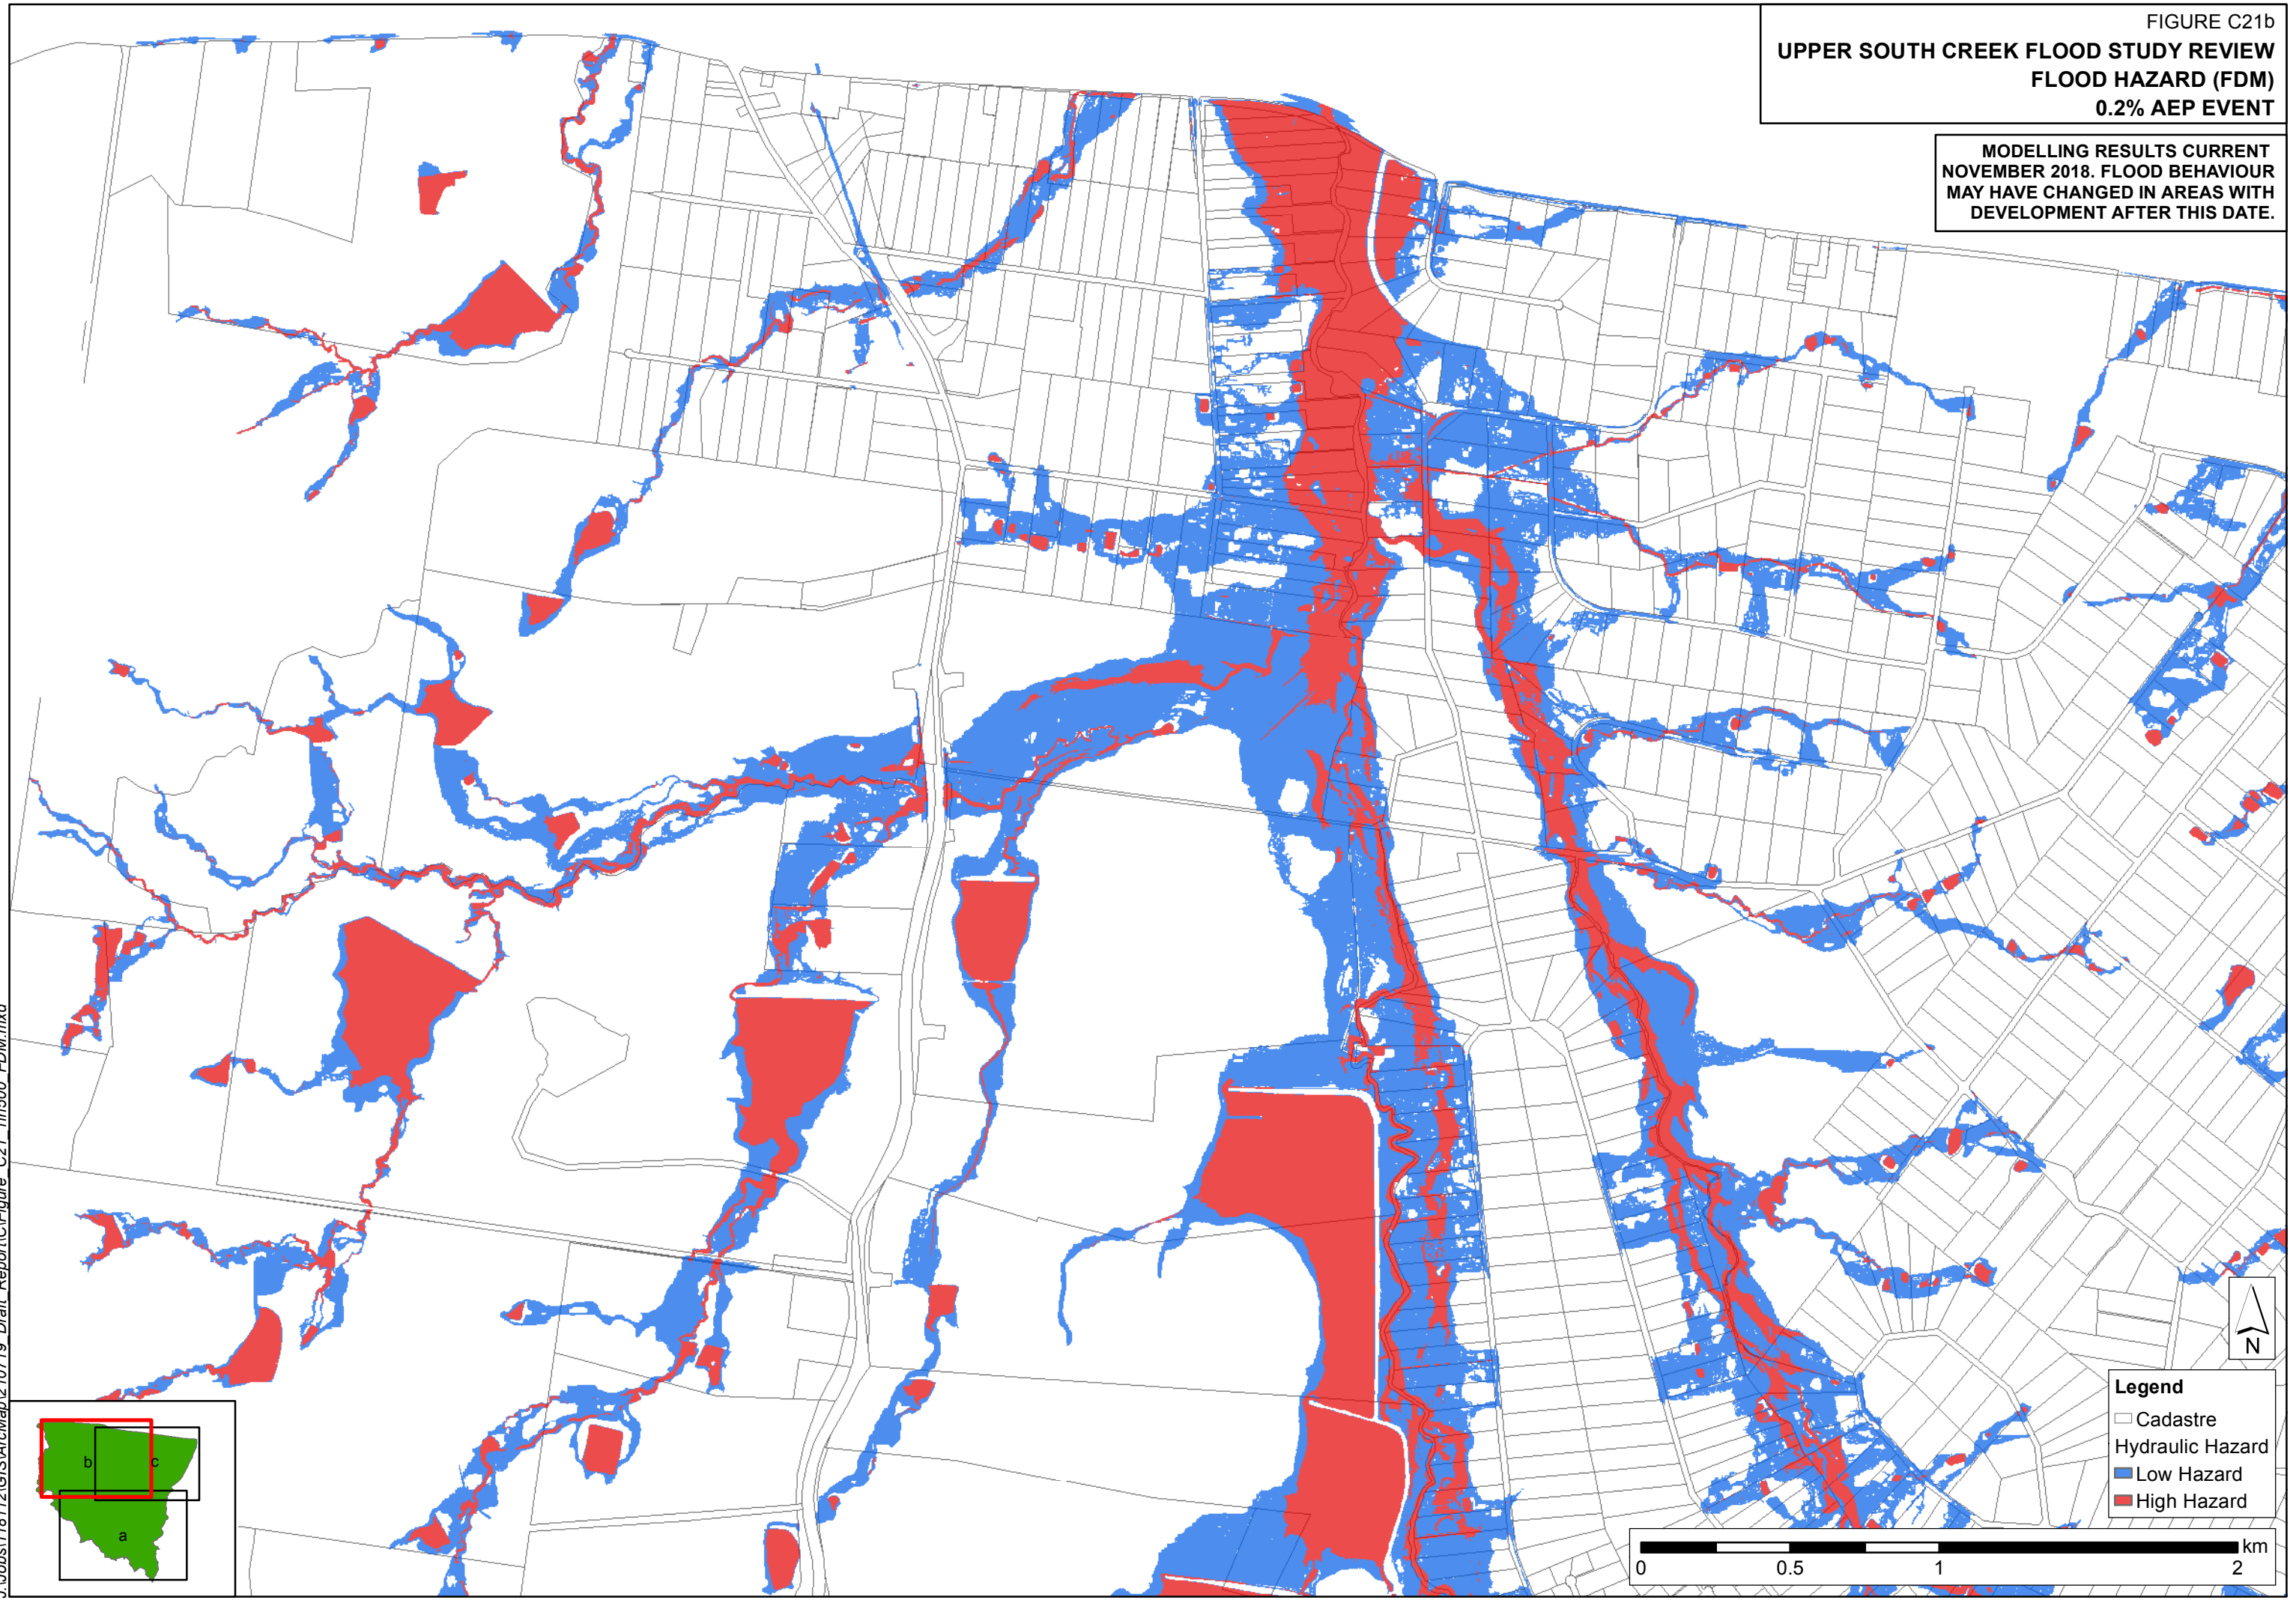 FIGURE C21b
UPPER SOUTH CREEK FLOOD STUDY REVIEW
FLOOD HAZARD (FDM)
0.2% AEP EVENT
MODELLING RESULTS CURRENT
NOVEMBER 2018. FLOOD BEHAVIOUR
MAY HAVE CHANGED IN AREAS WITH
DEVELOPMENT AFTER THIS DATE.
N
Legend
Cadastre
Hydraulic Hazard
Low Hazard
High Hazard
km
0 0.5 1 2
b c
a